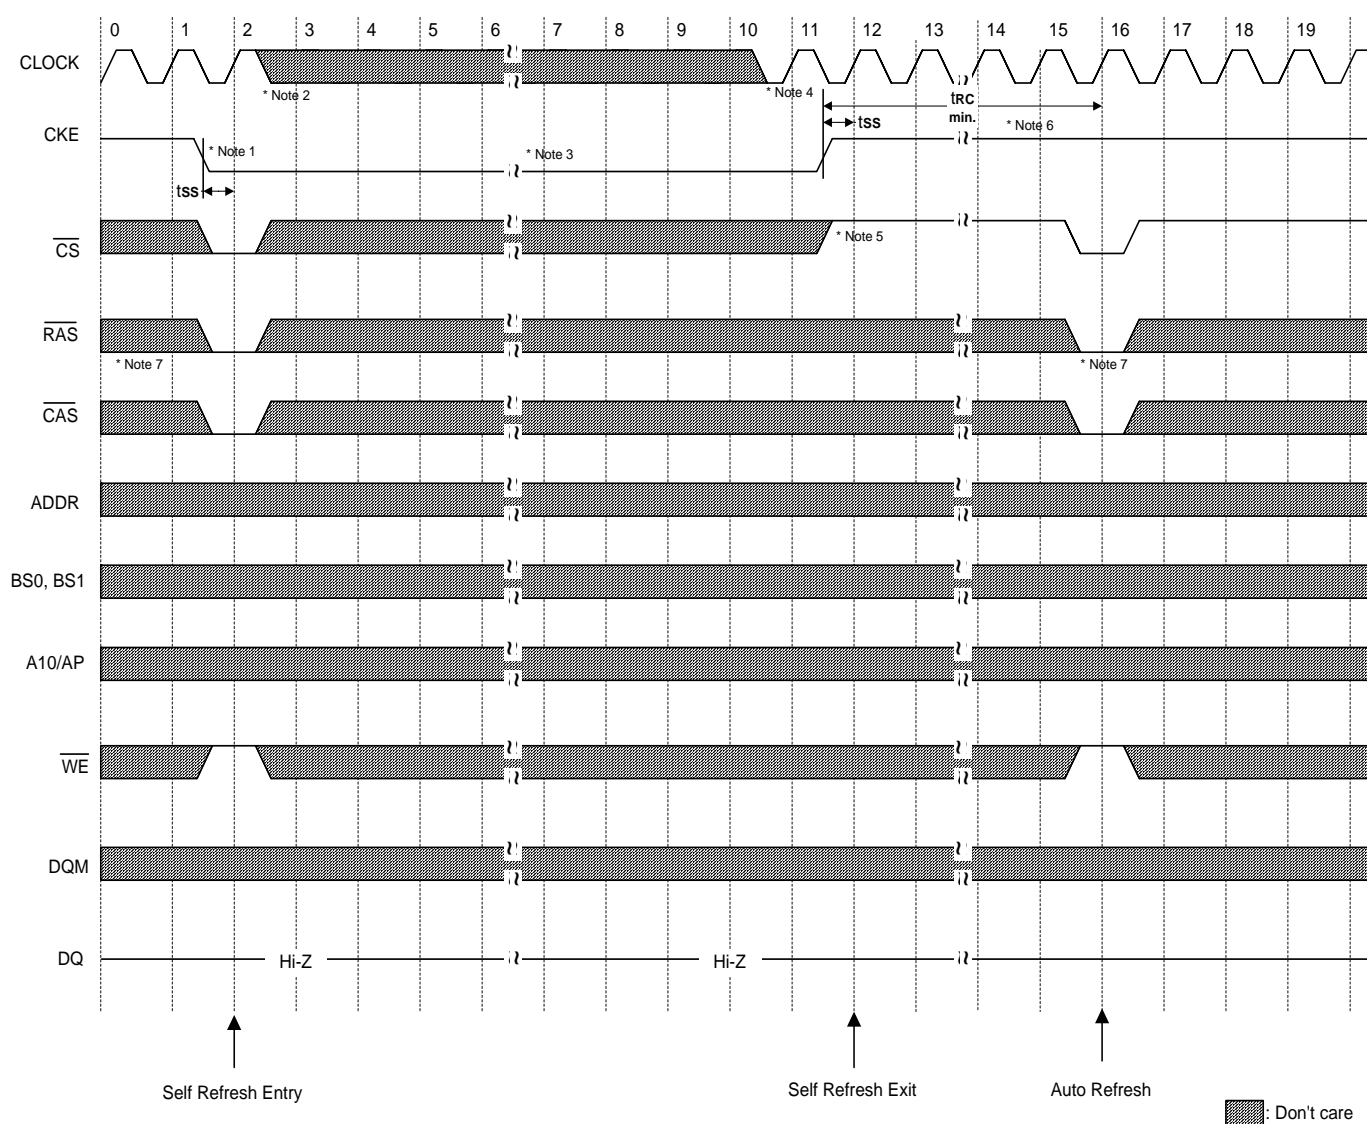 0 1 2 3 4 5 6 7 8 9 10 11 12 13 14 15 16 17 18 19
CLOCK
* Note 2
* Note 4
tRC
min.
tSS
* Note 6
CKE
* Note 1
* Note 3
tSS
CS
* Note 5
RAS
* Note 7
* Note 7
CAS
ADDR
BS0, BS1
A10/AP
WE
DQM
DQ
Hi-Z
Hi-Z
Self Refresh Entry
Self Refresh Exit
Auto Refresh
: Don't care